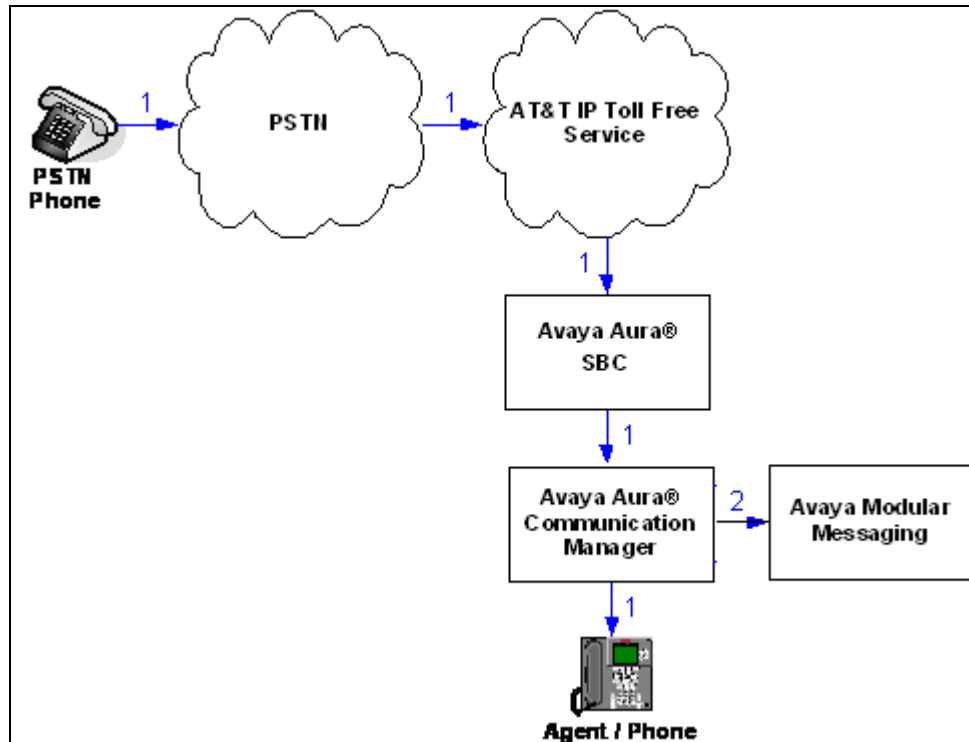 1
1
PSTN
AT&T IP Toll Free
Service
PSTN
Phone
1
Avaya Aura®
SBC
1
Avaya Aura®
Communication
Manager
2
Avaya Modular
Messaging
1
Agent / Phone